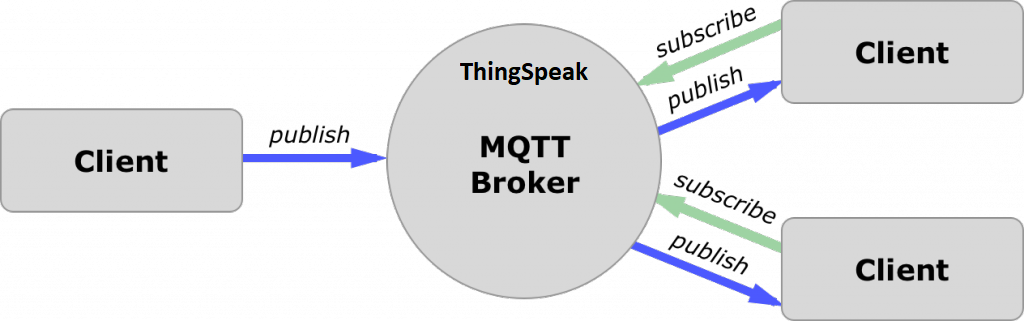 Client
publish
ThingSpeak
MQTT
Broker
subscribe
publish
Client
subscribe
publish
Client